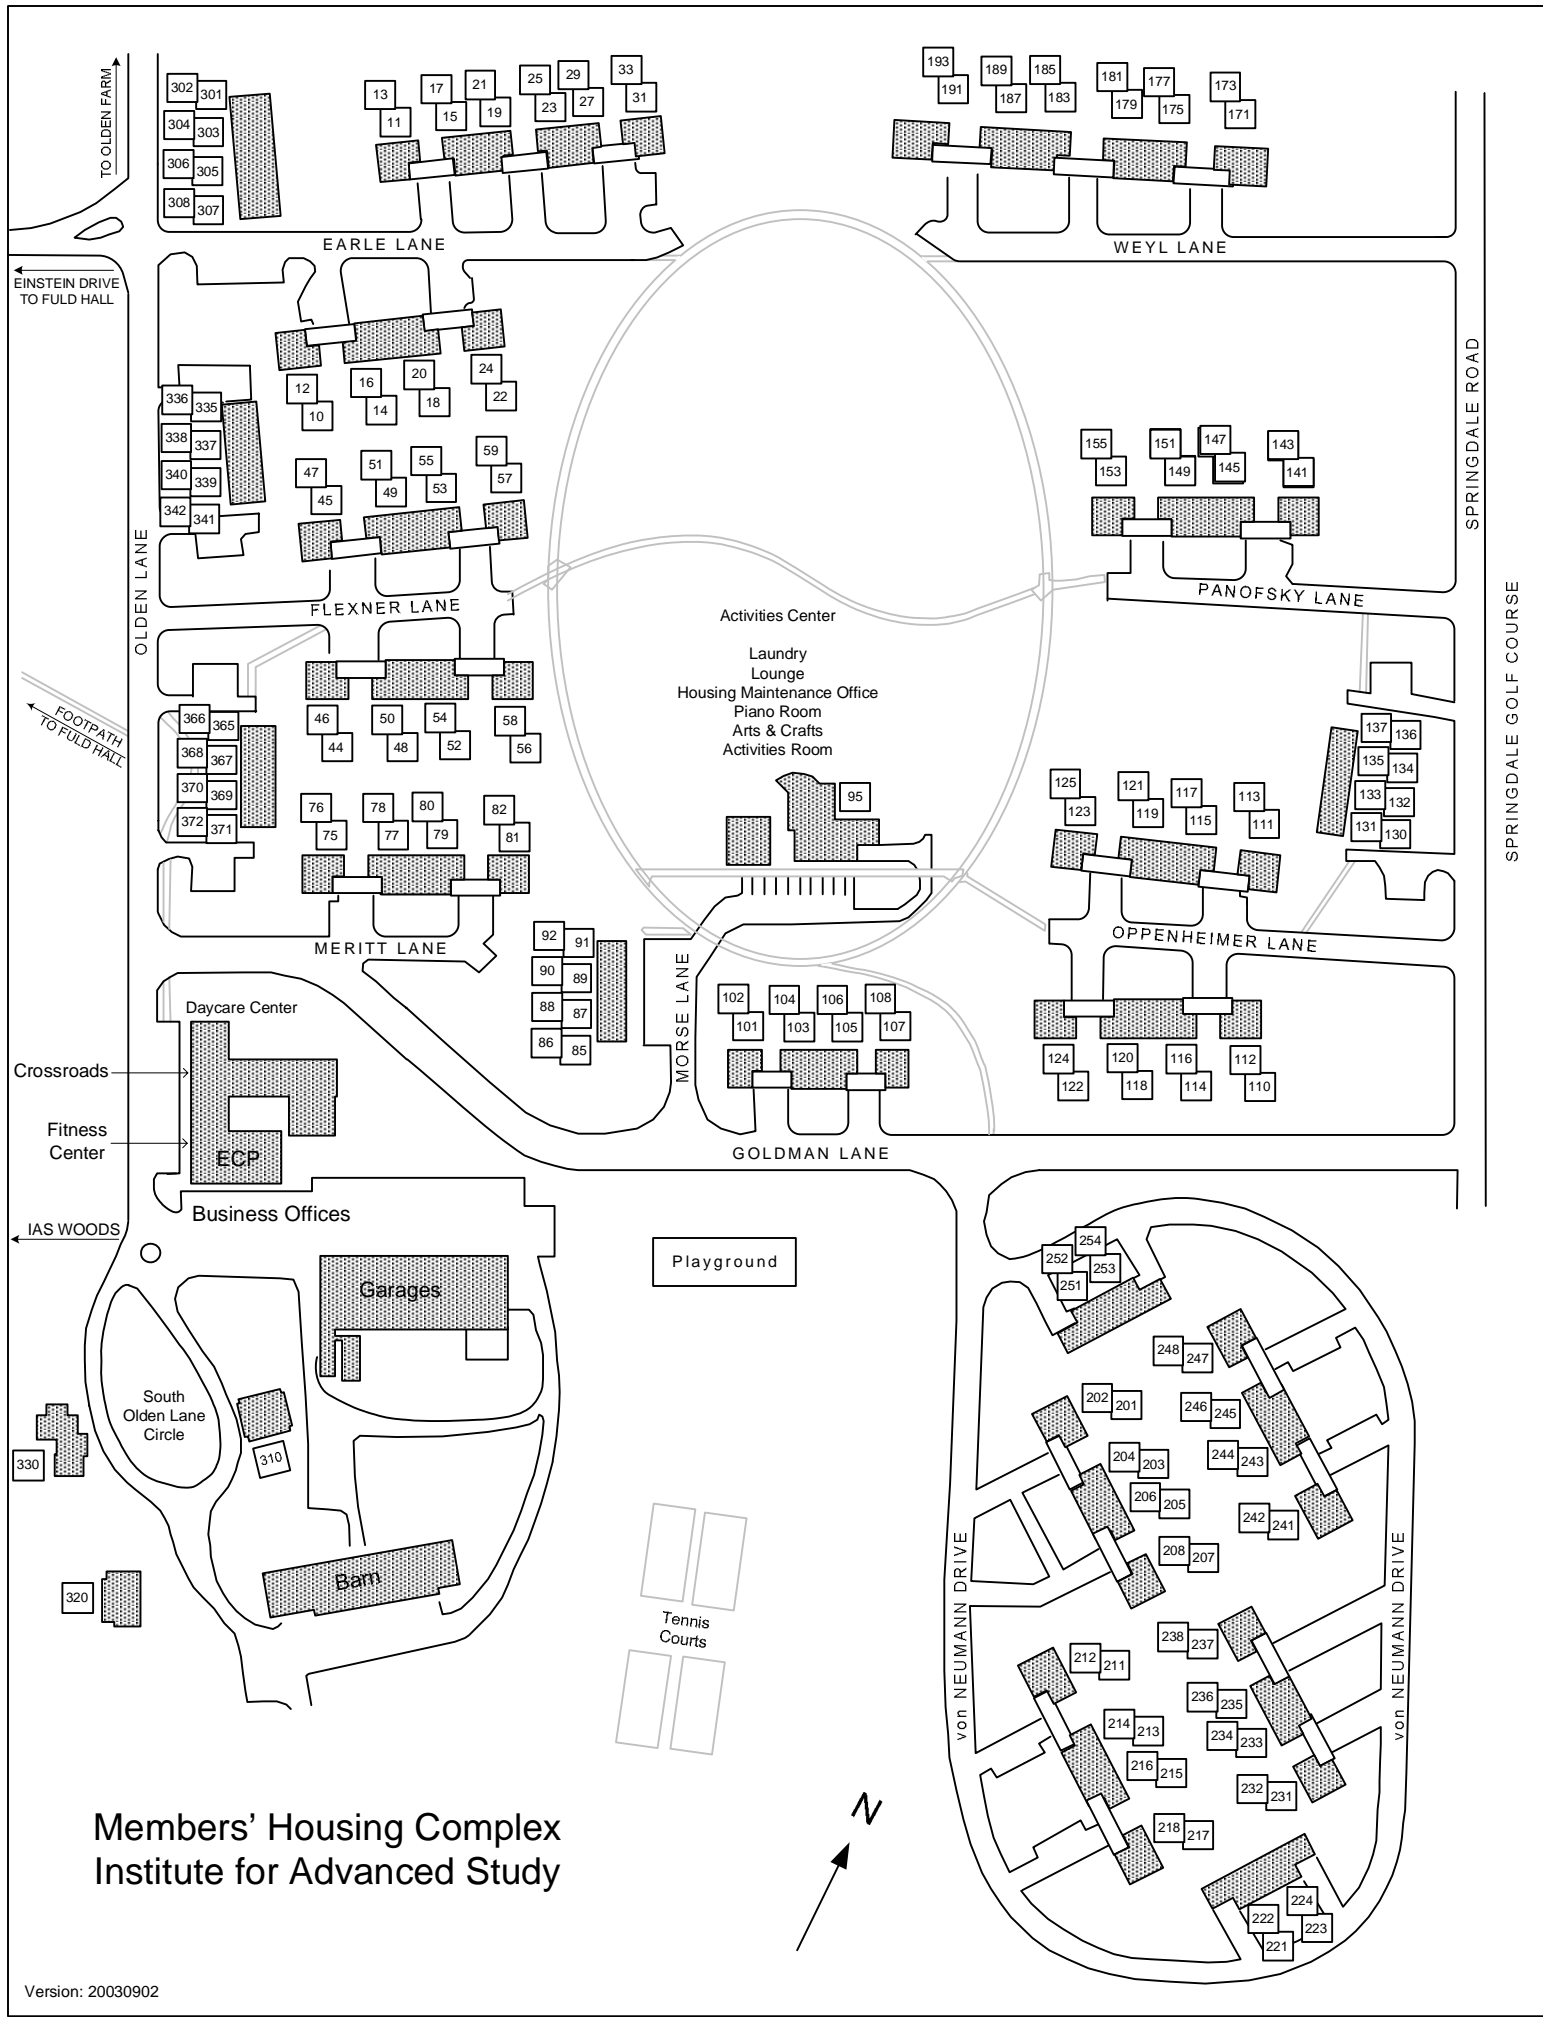 TO OLDEN FARM
302 301
304 303
306 305
308 307
13 11
17 15
21 19
25 23
29 27
33 31
193 191
189 187
185 183
181 179
177 175
173 171
EARLE LANE
WEYL LANE
EINSTEIN DRIVE
TO FULD HALL
12 10
16 14
20 18
24 22
336 335
338 337
340 339
342 341
47 45
51 49
55 53
59 57
155 153
151 149
147 145
143 141
SPRINGDALE ROAD
OLDEN LANE
FLEXNER LANE
PANOFSKY LANE
SPRINGDALE GOLF COURSE
Activities Center
Laundry
Lounge
Housing Maintenance Office
Piano Room
Arts & Crafts
Activities Room
95
FOOTPATH
TO FULD HALL
366 365
368 367
370 369
372 371
46 44
50 48
54 52
58 56
76 75
78 77
80 79
82 81
137 136
135 134
133 132
131 130
125 123
121 119
117 115
113 111
MERITT LANE
OPPENHEIMER LANE
92 91
90 89
88 87
86 85
MORSE LANE
102 101
104 103
106 105
108 107
124 122
120 118
116 114
112 110
Daycare Center
Crossroads
Fitness
Center
ECP
GOLDMAN LANE
Business Offices
IAS WOODS
Garages
Playground
South
Olden Lane
Circle
310
330
320
Barn
Tennis
Courts
252 251
254 253
248 247
246 245
244 243
242 241
202 201
204 203
206 205
208 207
von NEUMANN DRIVE
von NEUMANN DRIVE
238 237
236 235
234 233
232 231
212 211
214 213
216 215
218 217
224 223
222 221
N
Members’ Housing Complex
Institute for Advanced Study
Version: 20030902